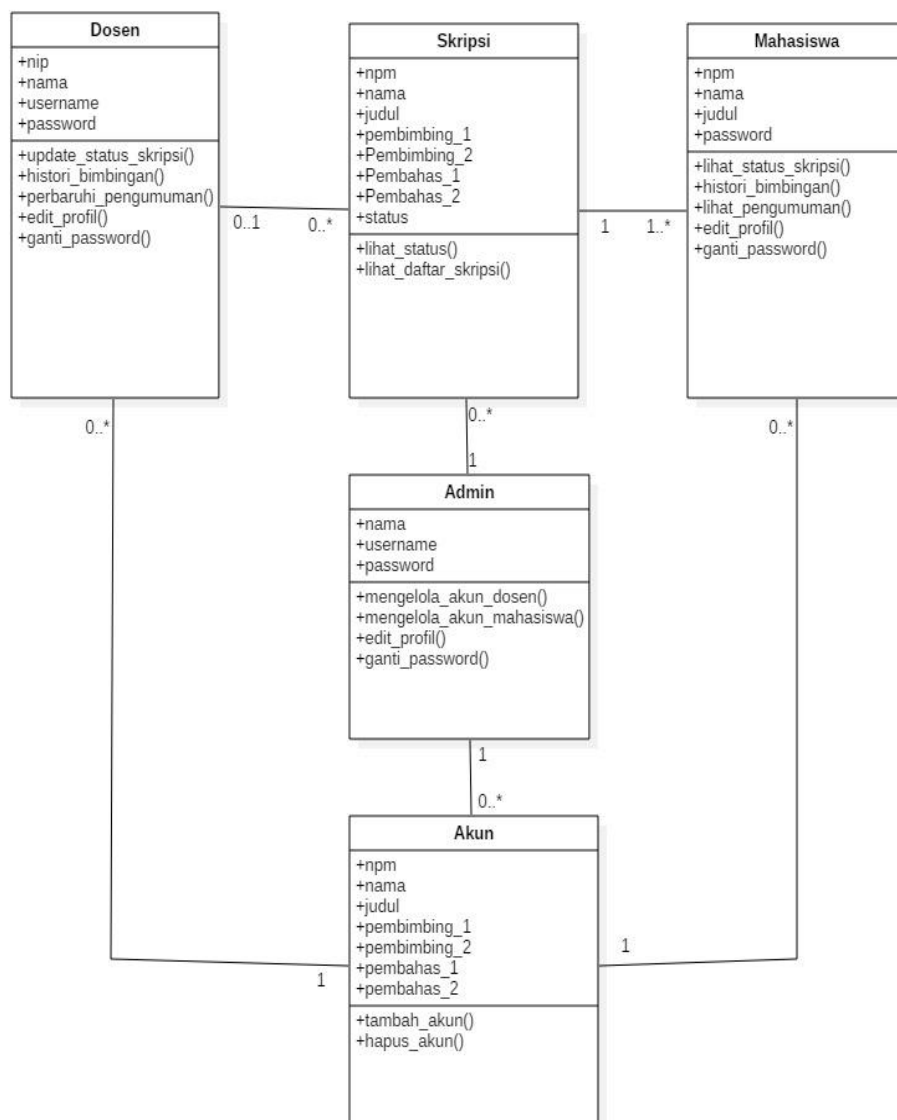 Dosen
+nip
+nama
+username
+password
+update_status_skripsi()
+histori_bimbingan()
+perbaruhi_pengumuman()
+edit_profil()
+ganti_password()
0..1
0..*
Skripsi
+npm
+nama
+judul
+pembimbing_1
+Pembimbing_2
+Pembahas_1
+Pembahas_2
+status
+lihat_status()
+lihat_daftar_skripsi()
1
1..*
Mahasiswa
+npm
+nama
+judul
+password
+lihat_status_skripsi()
+histori_bimbingan()
+lihat_pengumuman()
+edit_profil()
+ganti_password()
0..*
0..*
0..*
1
Admin
+nama
+username
+password
+mengelola_akun_dosen()
+mengelola_akun_mahasiswa()
+edit_profil()
+ganti_password()
1
0..*
Akun
+npm
+nama
+judul
+pembimbing_1
+pembimbing_2
+pembahas_1
+pembahas_2
+tambah_akun()
+hapus_akun()
1
1